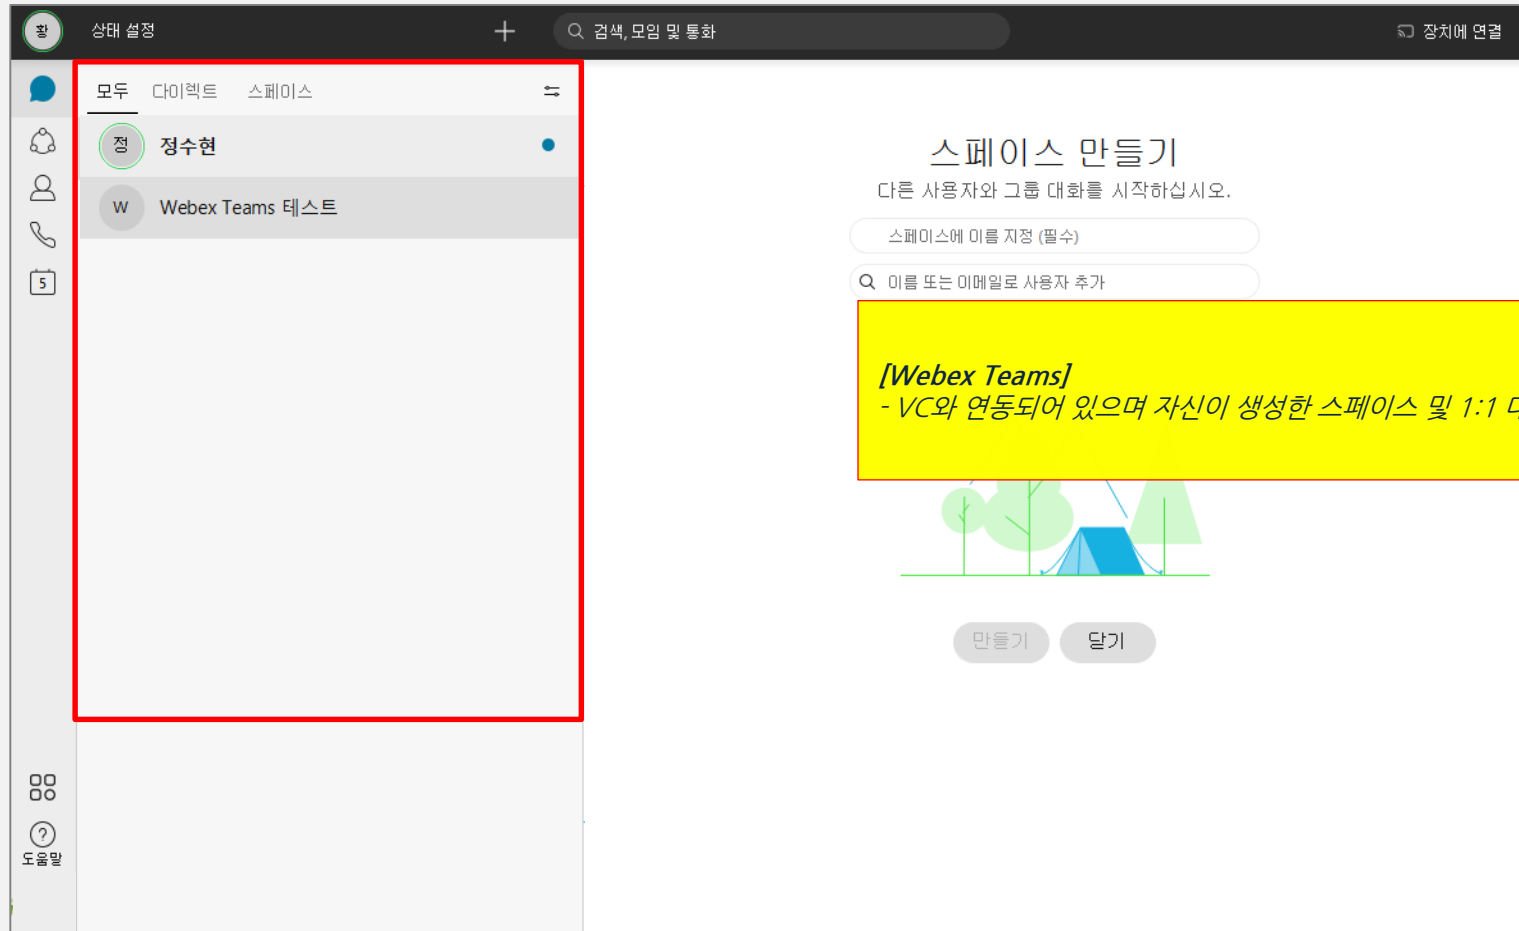 황 상태 설정
검색, 모임 및 통화
장치에 연결
모두 다이렉트 스페이스
정 정수현
W Webex Teams 테스트
5
스페이스 만들기
다른 사용자와 그룹 대화를 시작하십시오.
스페이스에 이름 지정 (필수)
이름 또는 이메일로 사용자 추가
[Webex Teams]
- VC와 연동되어 있으며 자신이 생성한 스페이스 및 1:1
만들기 닫기
도움말